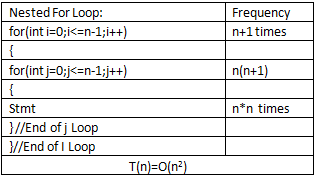 Nested For Loop: Frequency
for(int i=0;i<=n-1;i++) n+1 times
{
for(int j=0;j<=n-1;j++) n(n+1)
{
Stmt n*n times
}//End of j Loop
}//End of I Loop
T(n)=O(n²)